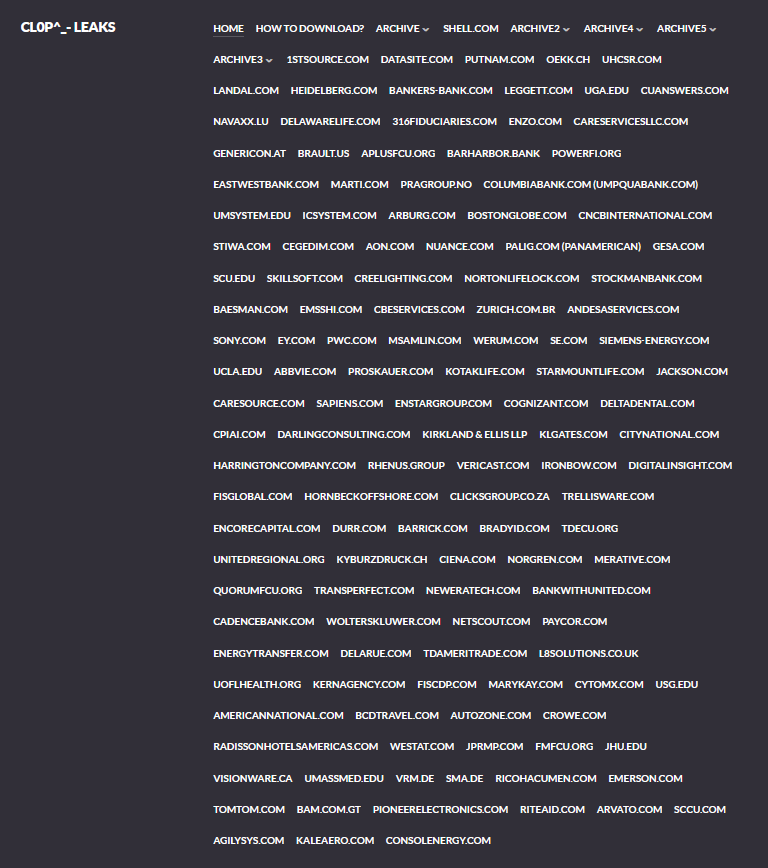 CL0P^_- LEAKS
HOME HOW TO DOWNLOAD? ARCHIVE SHELL.COM ARCHIVE2 ARCHIVE4 ARCHIVE5
ARCHIVE3 1STSOURCE.COM DATASITE.COM PUTNAM.COM OEKK.CH UHCSR.COM
LANDAL.COM HEIDELBERG.COM BANKERS-BANK.COM LEGGETT.COM UGA.EDU CUANSWERS.COM
NAVAXX.LU DELAWARELIFE.COM 316FIDUCIARIES.COM ENZO.COM CARESERVICESLLC.COM
GENERICON.AT BRAULT.US APLUSFCU.ORG BARHARBOR.BANK POWERFI.ORG
EASTWESTBANK.COM MARTI.COM PRAGROUP.NO COLUMBIABANK.COM (UMPQUABANK.COM)
UMSYSTEM.EDU ICSYSTEM.COM ARBURG.COM BOSTONGLOBE.COM CNCBINTERNATIONAL.COM
STIWA.COM CEGEDIM.COM AON.COM NUANCE.COM PALIG.COM (PANAMERICAN) GESA.COM
SCU.EDU SKILLSOFT.COM CREELIGHTING.COM NORTONLIFELOCK.COM STOCKMANBANK.COM
BAESMAN.COM EMSSHI.COM CBESERVICES.COM ZURICH.COM.BR ANDESASERVICES.COM
SONY.COM EY.COM PWC.COM MSAMLIN.COM WERUM.COM SE.COM SIEMENS-ENERGY.COM
UCLA.EDU ABBVIE.COM PROSKAUER.COM KOTAKLIFE.COM STARMOUNTLIFE.COM JACKSON.COM
CARESOURCE.COM SAPIENS.COM ENSTARGROUP.COM COGNIZANT.COM DELTADENTAL.COM
CPIAI.COM DARLINGCONSULTING.COM KIRKLAND & ELLIS LLP KLGATES.COM CITYNATIONAL.COM
HARRINGTONCOMPANY.COM RHENUS.GROUP VERICAST.COM IRONBOW.COM DIGITALINSIGHT.COM
FISGLOBAL.COM HORNBECKOFFSHORE.COM CLICKSGROUP.CO.ZA TRELLISWARE.COM
ENCORECAPITAL.COM DURR.COM BARRICK.COM BRADYID.COM TDECU.ORG
UNITEDREGIONAL.ORG KYBURZDRUCK.CH CIENA.COM NORGREN.COM MERATIVE.COM
QUORUMFCU.ORG TRANSPERFECT.COM NEWERATECH.COM BANKWITHUNITED.COM
CADENCEBANK.COM WOLTERSKLUWER.COM NETSCOUT.COM PAYCOR.COM
ENERGYTRANSFER.COM DELARUE.COM TDAMERITRADE.COM L8SOLUTIONS.CO.UK
UOFLHEALTH.ORG KERNAGENCY.COM FISCDP.COM MARYKAY.COM CYTOMX.COM USG.EDU
AMERICANNATIONAL.COM BCDTRAVEL.COM AUTOZONE.COM CROWE.COM
RADISSONHOTELSAMERICAS.COM WESTAT.COM JPRMP.COM FMFCU.ORG JHU.EDU
VISIONWARE.CA UMASSMED.EDU VRM.DE SMA.DE RICOHACUMEN.COM EMERSON.COM
TOMTOM.COM BAM.COM.GT PIONEERELECTRONICS.COM RITEAID.COM ARVATO.COM SCCU.COM
AGILYSYS.COM KALEAERO.COM CONSOLENERGY.COM